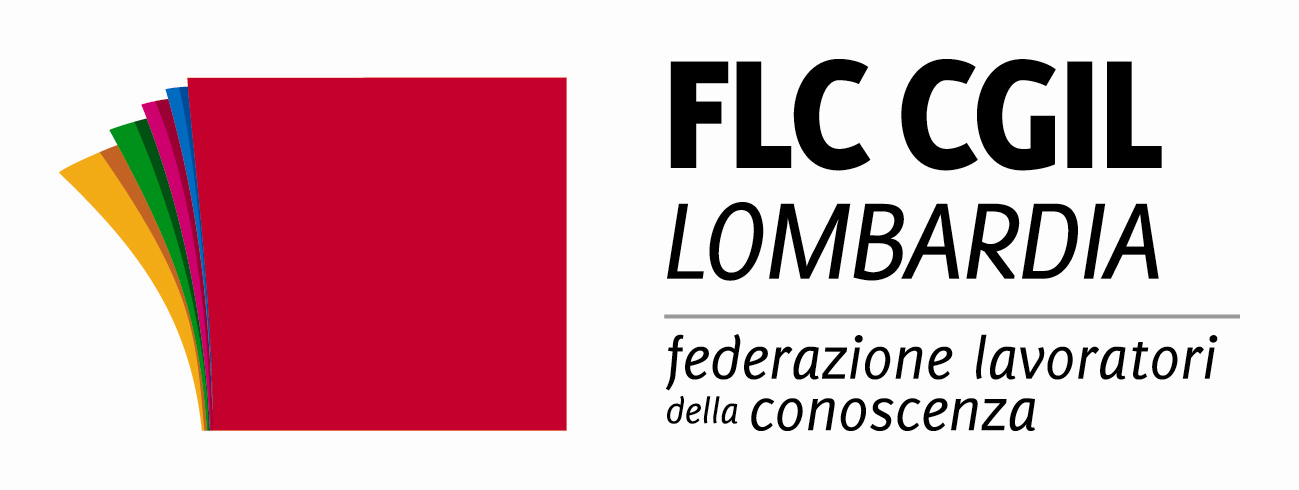 FLC CGIL
LOMBARDIA
federazione lavoratori
della conoscenza